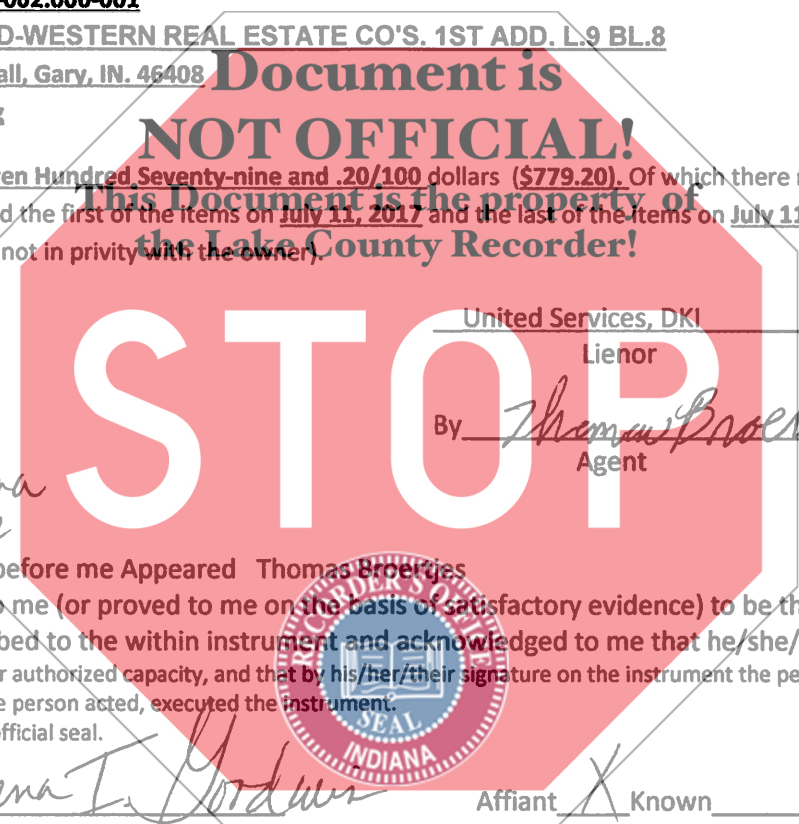 -002.000-001
D-WESTERN REAL ESTATE CO'S. 1ST ADD. L.9 BL.8
all, Gary, IN. 46408
Document is
NOT OFFICIAL!
en Hundred Seventy-nine and .20/100 dollars ($779.20). Of which there
This Document is the property of
d the first of the items on July 11, 2017 and the last of the items on July 11
the Lake County Recorder!
not in privity with the owner).
STOP
United Services, DKI
Lienor
By Thomas Broer
Agent
before me Appeared Thomas Broertjes
o me (or proved to me on the basis of satisfactory evidence) to be th
bed to the within instrument and acknowledged to me that he/she/
r authorized capacity, and that by his/her/their signature on the instrument the pe
e person acted, executed the instrument.
fficial seal.
RECORDER'S OFFICE
SEAL
INDIANA
Affiant X Known